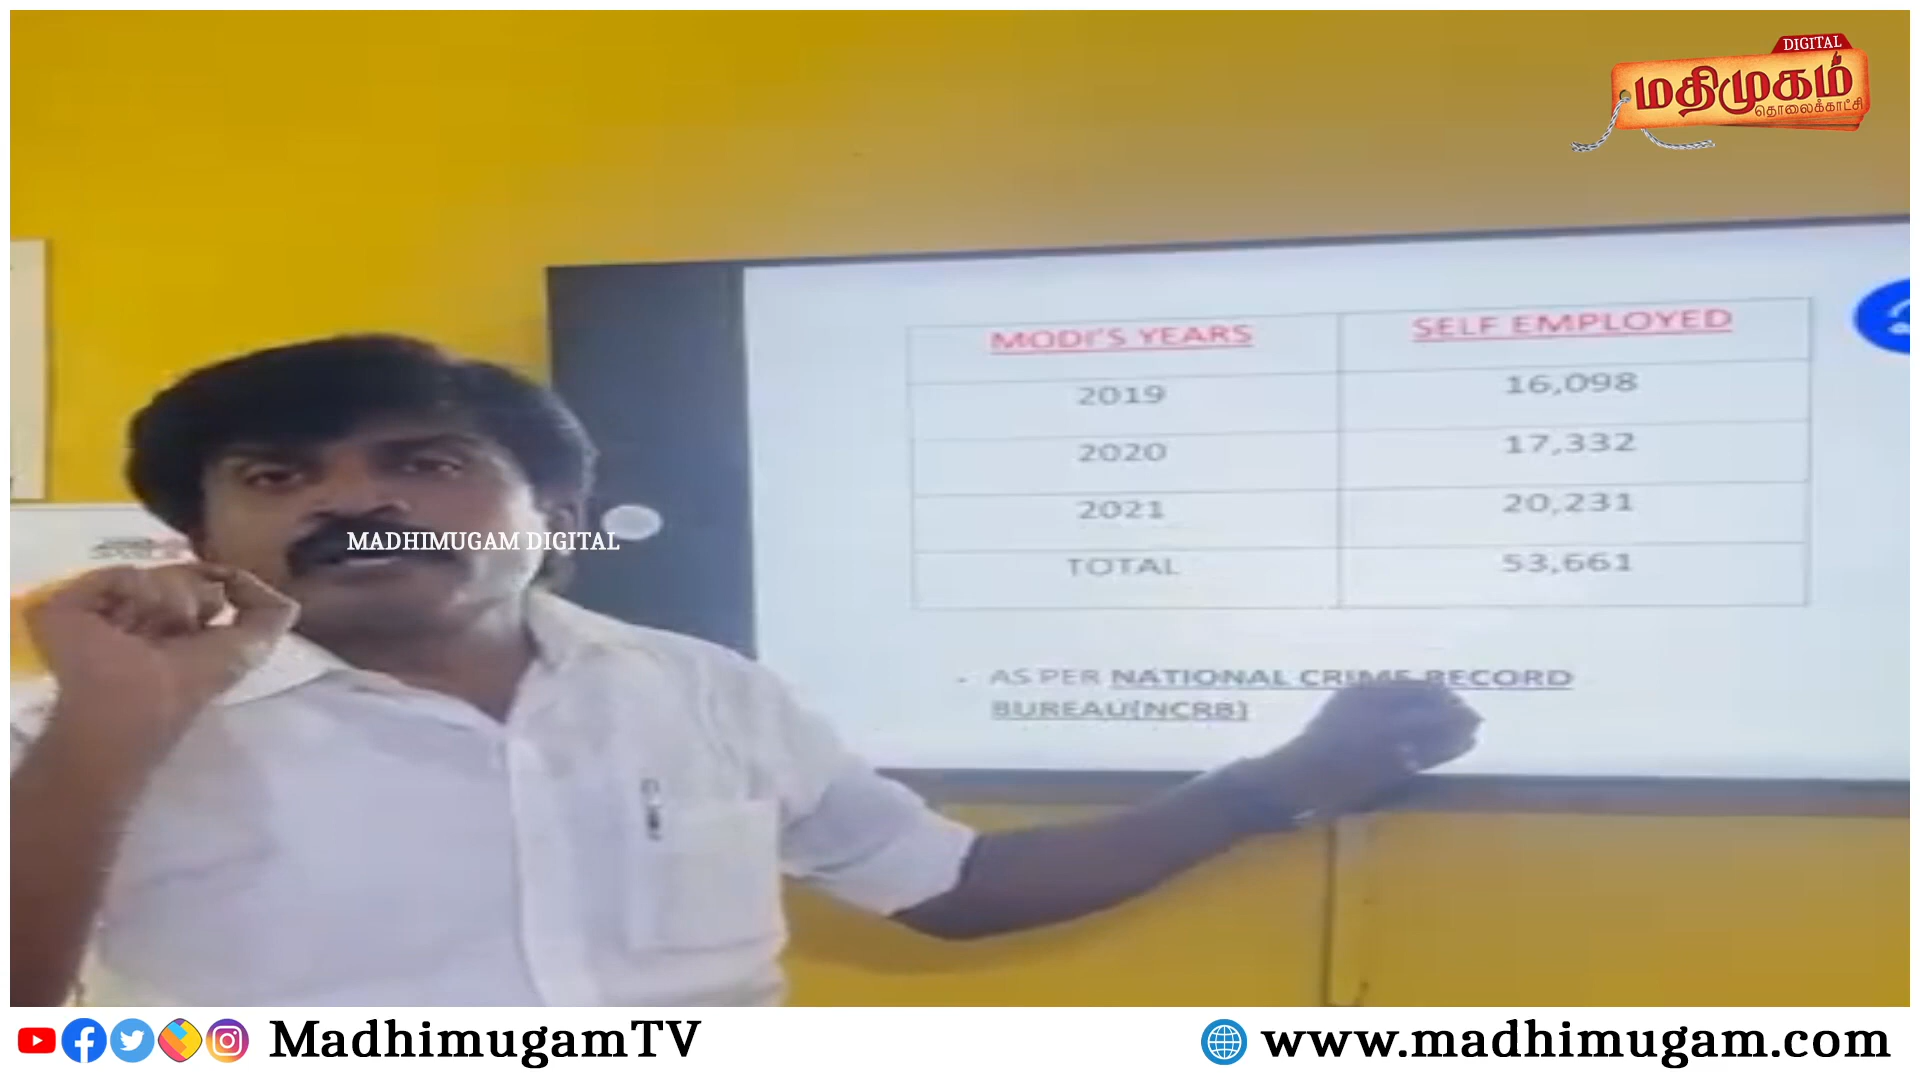 DIGITAL
மதிமுகம்
தொலைக்காட்சி
MODI'S YEARS SELF EMPLOYED
2019 16,098
2020 17,332
2021 20,231
TOTAL 53,661
MADHIMUGAM DIGITAL
- AS PER NATIONAL CRIME RECORD
BUREAU(NCRB)
MadhimugamTV
www.madhimugam.com